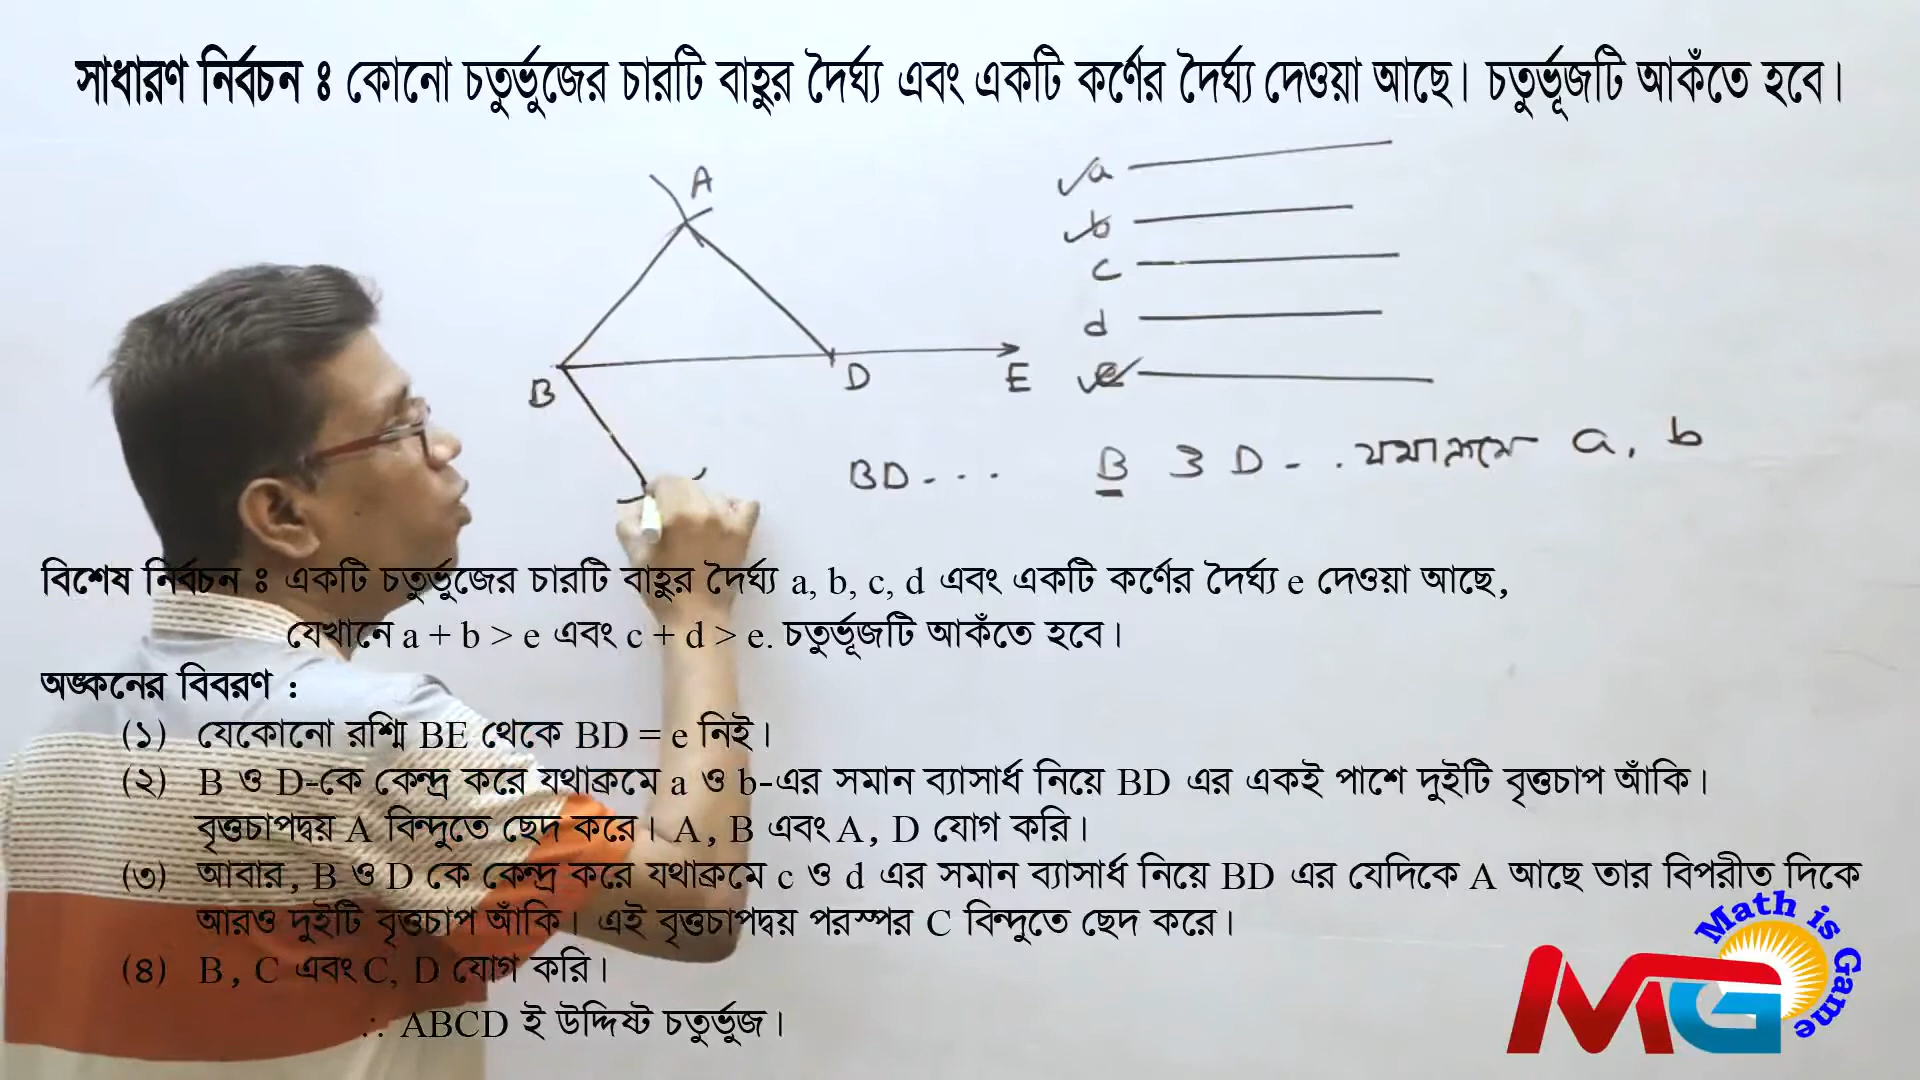 সাধারণ নির্বচন ঃ কোনো চতুর্ভুজের চারটি বাহুর দৈর্ঘ্য এবং একটি কর্ণের দৈর্ঘ্য দেওয়া আছে। চতুর্ভূজটি আকঁতে হবে।
A
B
D
E
a
b
c
d
e
BD... B ও D-..যথাক্রমে a, b
বিশেষ নির্বচন ঃ একটি চতুর্ভুজের চারটি বাহুর দৈর্ঘ্য a, b, c, d এবং একটি কর্ণের দৈর্ঘ্য e দেওয়া আছে,
যেখানে a + b > e এবং c + d > e. চতুর্ভূজটি আকঁতে হবে।
অঙ্কনের বিবরণ :
(১) যেকোনো রশ্মি BE থেকে BD = e নিই।
(২) B ও D-কে কেন্দ্র করে যথাক্রমে a ও b-এর সমান ব্যাসার্ধ নিয়ে BD এর একই পাশে দুইটি বৃত্তচাপ আঁকি।
বৃত্তচাপদ্বয় A বিন্দুতে ছেদ করে। A, B এবং A, D যোগ করি।
(৩) আবার, B ও D কে কেন্দ্র করে যথাক্রমে c ও d এর সমান ব্যাসার্ধ নিয়ে BD এর যেদিকে A আছে তার বিপরীত দিকে
আরও দুইটি বৃত্তচাপ আঁকি। এই বৃত্তচাপদ্বয় পরস্পর C বিন্দুতে ছেদ করে।
(৪) B, C এবং C, D যোগ করি।
∴ ABCD ই উদ্দিষ্ট চতুর্ভুজ।
Math is Game
MG